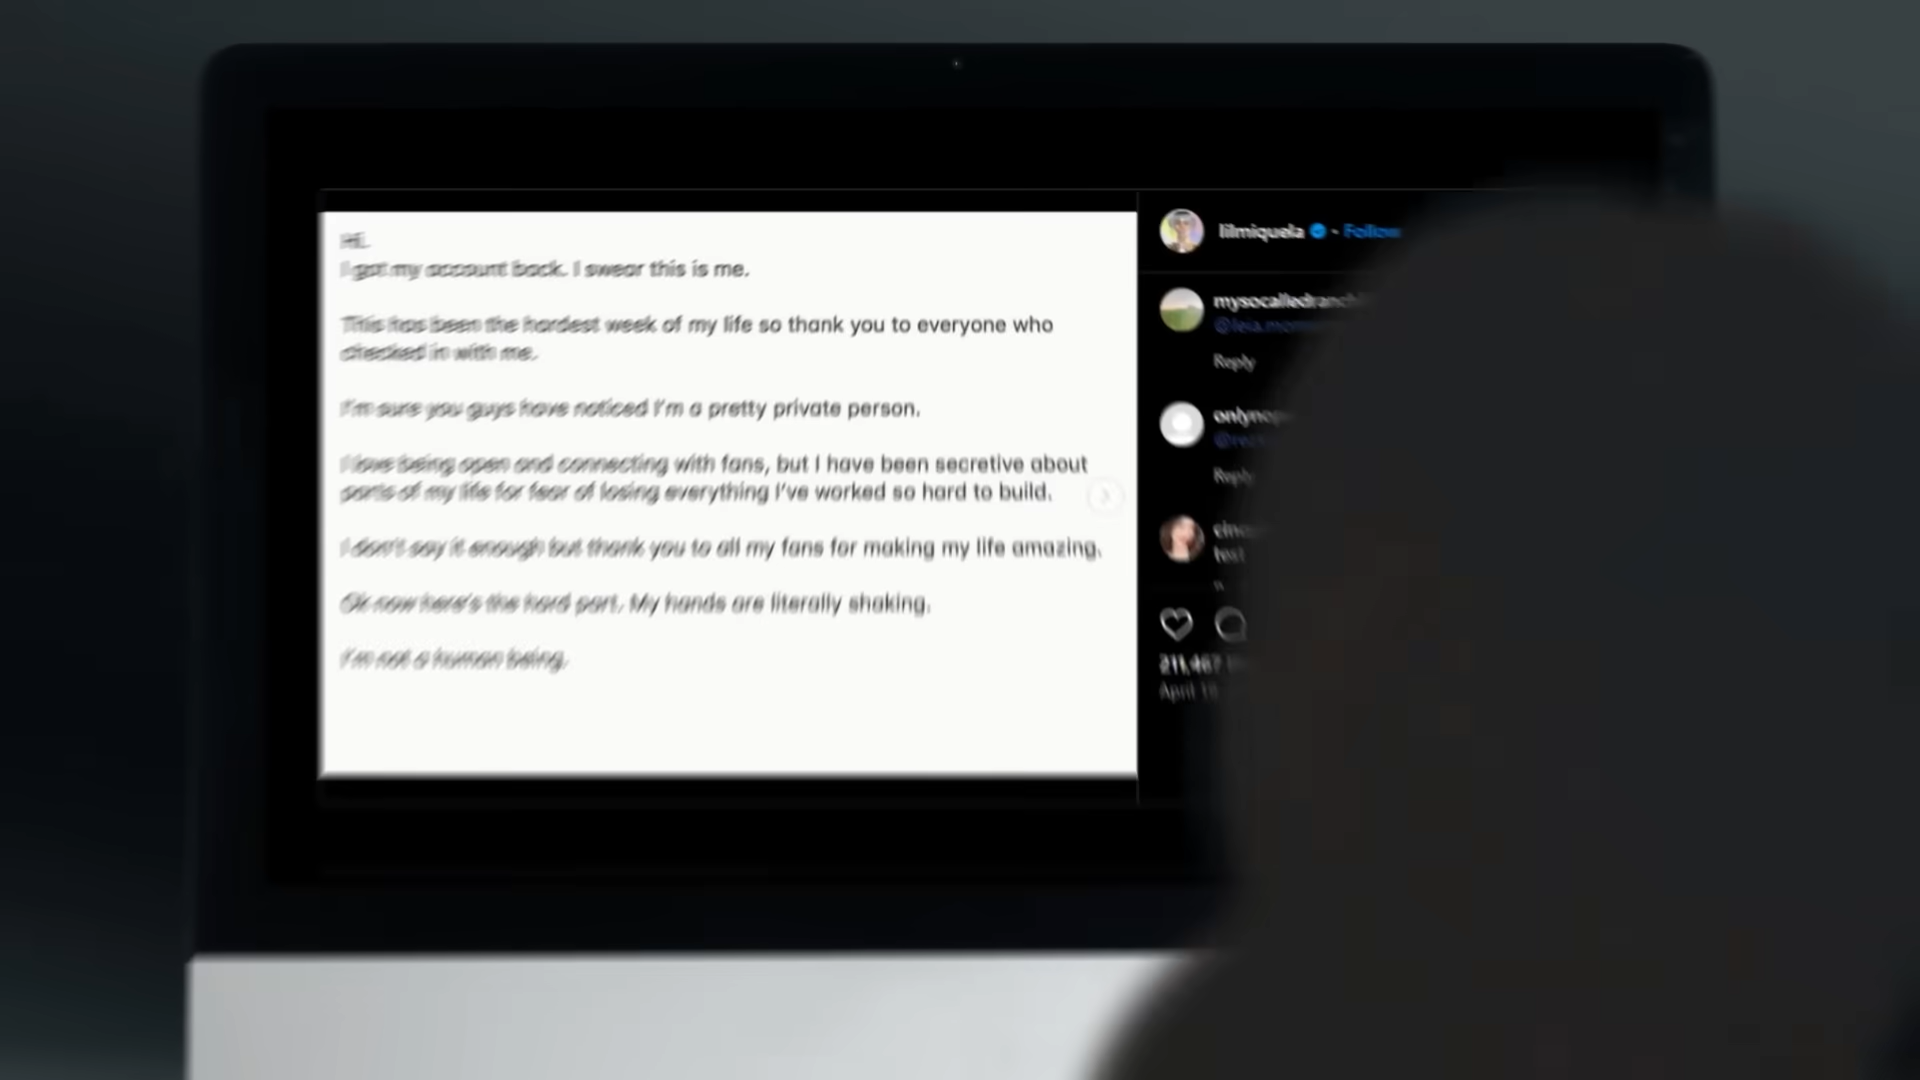 Hi.
I got my account back. I swear this is me.
This has been the hardest week of my life so thank you to everyone who
checked in with me.
I'm sure you guys have noticed I'm a pretty private person.
I love being open and connecting with fans, but I have been secretive about
parts of my life for fear of losing everything I've worked so hard to build.
I don't say it enough but thank you to all my fans for making my life amazing.
Ok now here's the hard part. My hands are literally shaking.
I'm not a human being.
lilmiquela - Follow
Reply
Reply
211,467
April